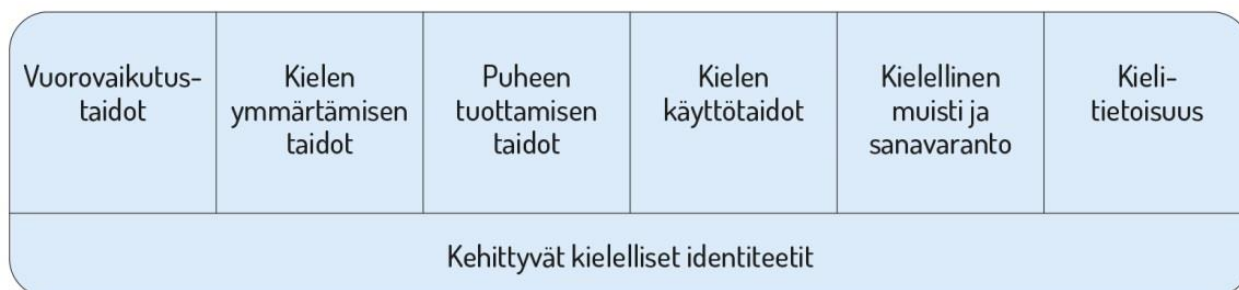 Vuorovaikutus-
taidot
Kielen
ymmärtämisen
taidot
Puheen
tuottamisen
taidot
Kielen
käyttötaidot
Kielellinen
muisti ja
sanavaranto
Kieli-
tietoisuus
Kehittyvät kielelliset identiteetit